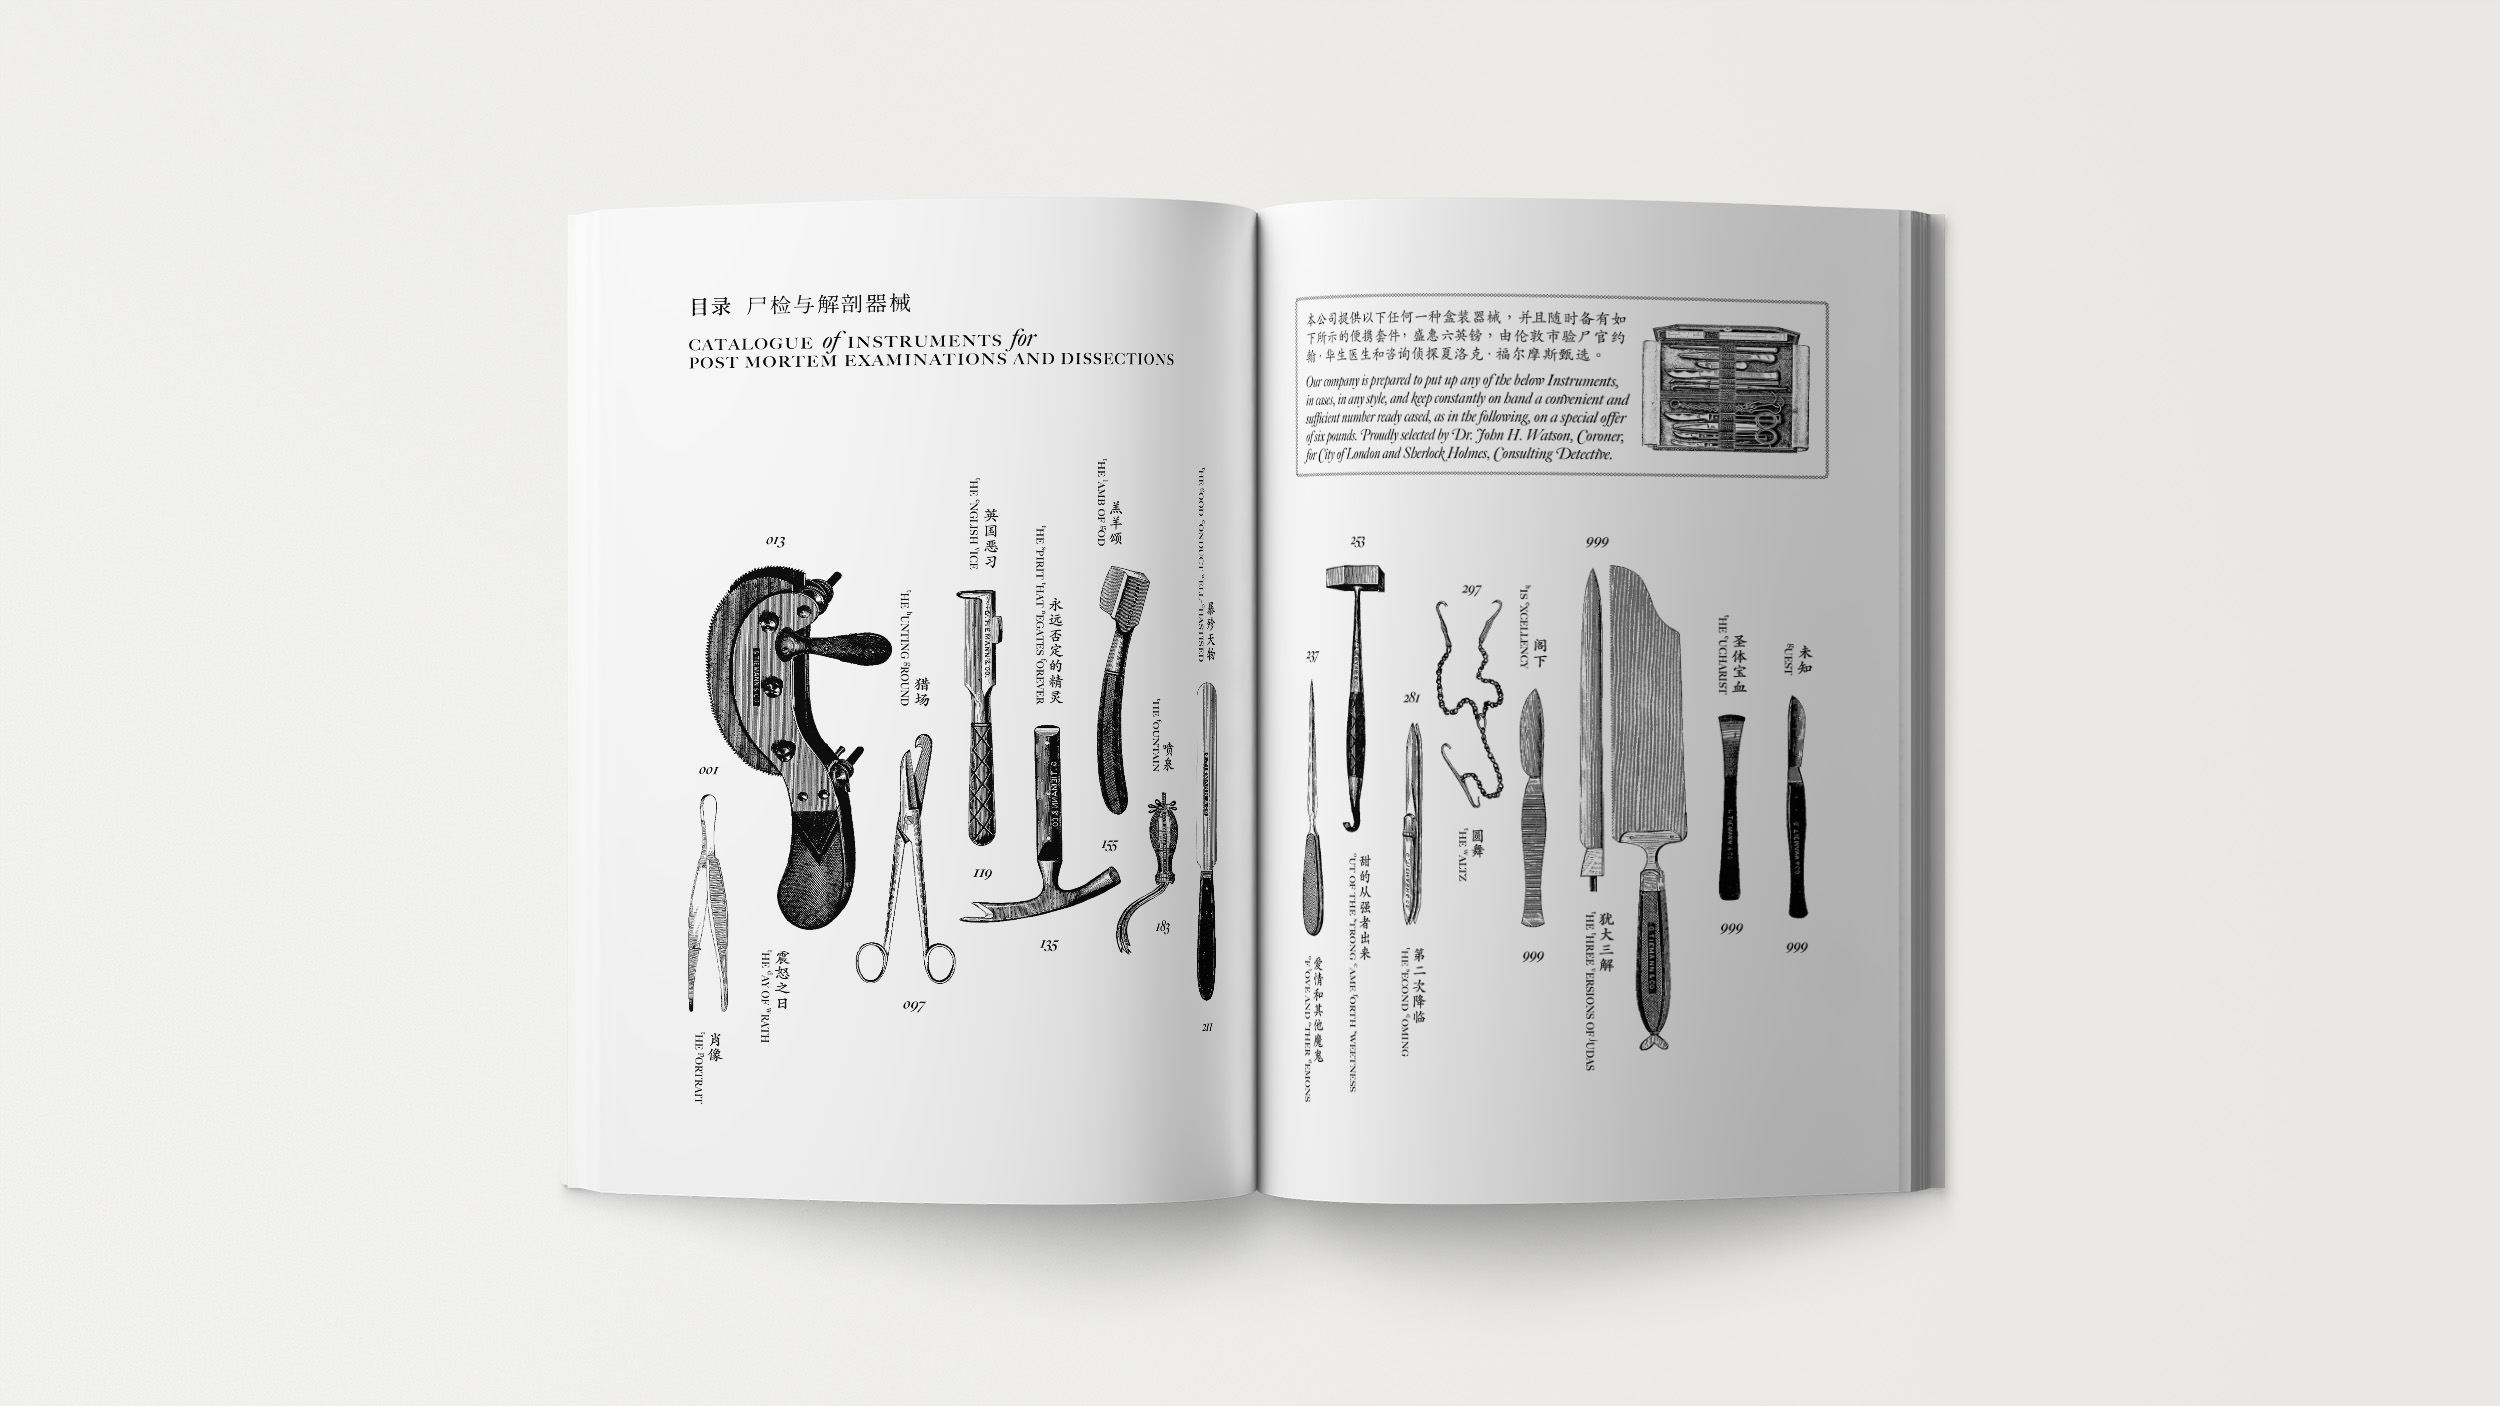 目录 尸检与解剖器械
CATALOGUE of INSTRUMENTS for
POST MORTEM EXAMINATIONS AND DISSECTIONS
001
肖像
THE PORTRAIT
013
震怒之日
THE DAY OF WRATH
猎场
THE HUNTING GROUND
097
英国恶习
THE ENGLISH VICE
119
永远否定的精灵
THE SPIRIT THAT NEGATES FOREVER
135
羔羊颂
THE LAMB OF GOD
155
喷泉
THE FOUNTAIN
183
暴殄天物
THE GOOD CONDUCT WELL-CHASTISED
211
本公司提供以下任何一种盒装器械，并且随时备有如
下所示的便携套件，盛惠六英镑，由伦敦市验尸官约
翰·华生医生和咨询侦探夏洛克·福尔摩斯甄选。
Our company is prepared to put up any of the below Instruments,
in cases, in any style, and keep constantly on hand a convenient and
sufficient number ready cased, as in the following, on a special offer
of six pounds. Proudly selected by Dr. John H. Watson, Coroner,
for City of London and Sherlock Holmes, Consulting Detective.
237
爱情和其他魔鬼
OF LOVE AND OTHER DEMONS
253
甜的从强者出来
OUT OF THE STRONG CAME FORTH SWEETNESS
281
第二次降临
THE SECOND COMING
297
圆舞
THE WALTZ
阁下
HIS EXCELLENCY
999
999
犹大三解
THE THREE VERSIONS OF JUDAS
圣体宝血
THE EUCHARIST
999
未知
GUEST
999